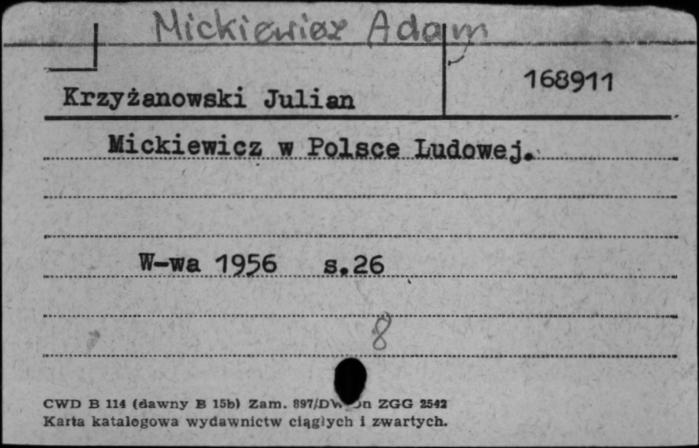 Mickiewicz Adam
168911
Krzyżanowski Julian
Mickiewicz w Polsce Ludowej.
W-wa 1956 s.26
8
CWD B 114 (dawny B 15b) Zam. 897/DW ZGG 2542
Karta katalogowa wydawnictw ciągłych i zwartych.